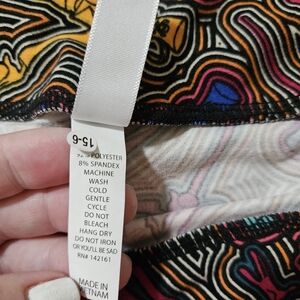 15-6
POLYESTER
8% SPANDEX
MACHINE
WASH
COLD
GENTLE
CYCLE
DO NOT
BLEACH
HANG DRY
DO NOT IRON
OR YOU'LL BE SAD
RN# 142161
MADE IN
VIETNAM